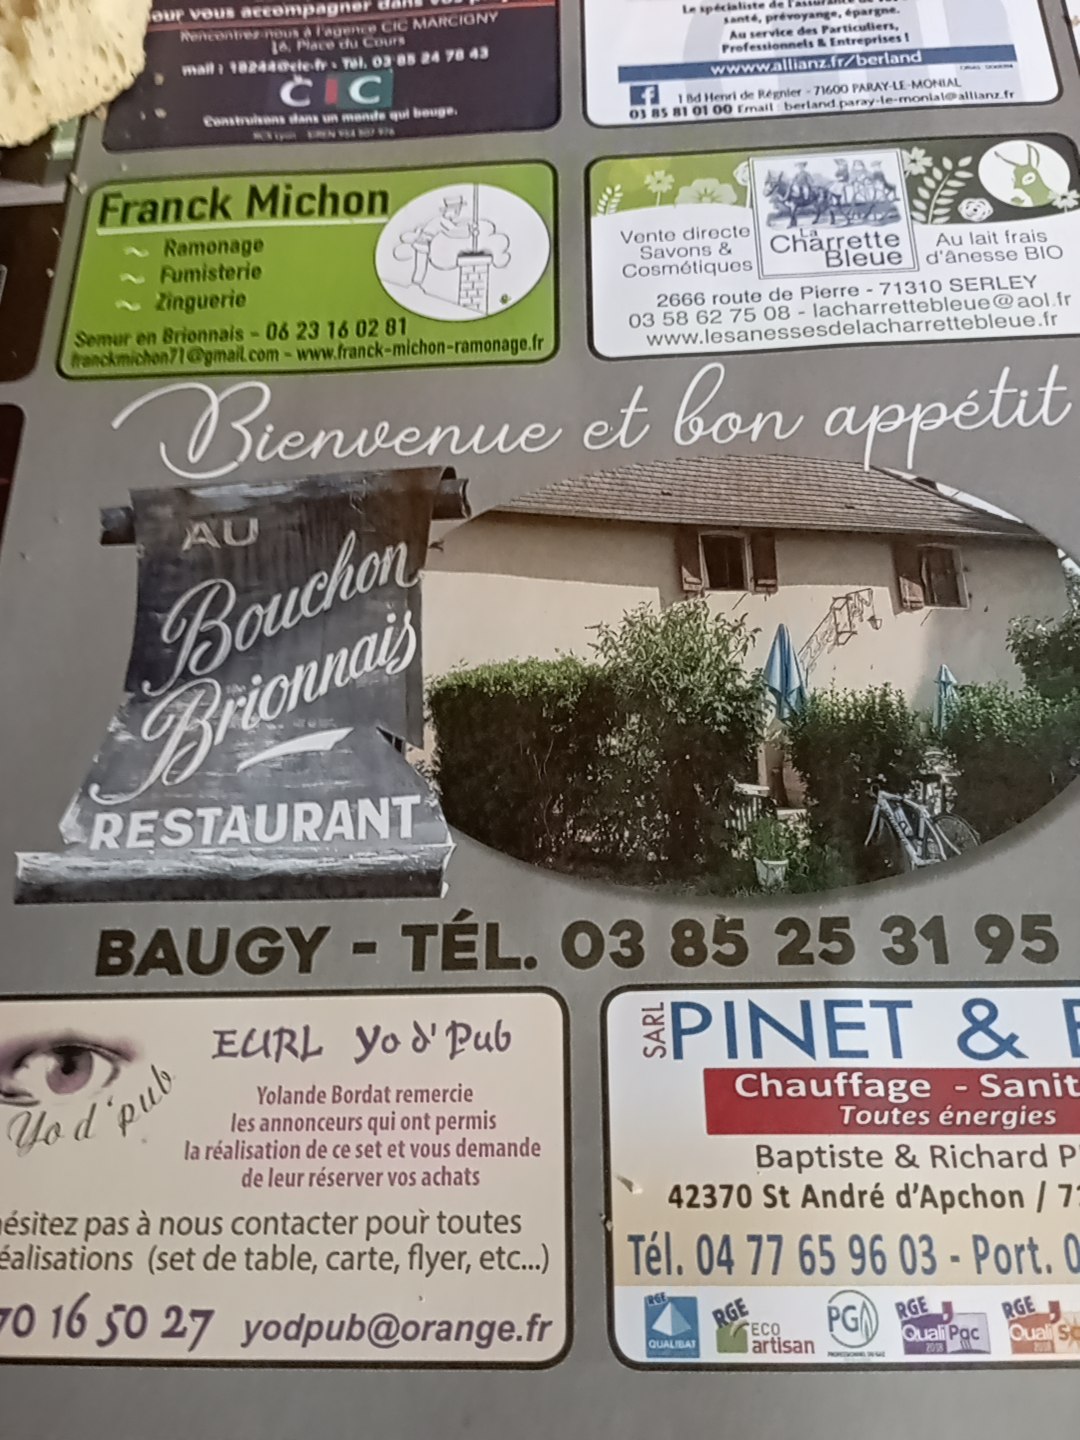 our vous accompagner dans vos
Rencontrez-nous à l'agence CIC MARCIGNY
16, Place du Cours
mail : 18244@cic.fr - Tél. 03 85 24 78 43
CIC
Construisons dans un monde qui bouge.
Le spécialiste de l'assurance
santé, prévoyance, épargne.
Au service des Particuliers,
Professionnels & Entreprises !
wwww.allianz.fr/berland
1 Bd Henri de Régnier - 71600 PARAY-LE-MONIAL
03 85 81 01 00 Email : berland.paray-le-monial@allianz.fr
Franck Michon
Ramonage
Fumisterie
Zinguerie
Semur en Brionnais - 06 23 16 02 81
franckmichon71@gmail.com - www.franck-michon-ramonage.fr
Vente directe
Savons &
Cosmétiques
La
Charrette
Bleue
Au lait frais
d'ânesse BIO
2666 route de Pierre - 71310 SERLEY
03 58 62 75 08 - lacharrettebleue@aol.fr
www.lesanessesdelacharrettebleue.fr
Bienvenue et bon appétit
AU
Bouchon
Brionnais
RESTAURANT
BAUGY - TÉL. 03 85 25 31 95
Yo d'pub
EURL Yo d'Pub
Yolande Bordat remercie
les annonceurs qui ont permis
la réalisation de ce set et vous demande
de leur réserver vos achats
ésitez pas à nous contacter pour toutes
éalisations (set de table, carte, flyer, etc...)
70 16 50 27 yodpub@orange.fr
SARL
PINET &
Chauffage - Sanit
Toutes énergies
Baptiste & Richard P
42370 St André d'Apchon / 7
Tél. 04 77 65 96 03 - Port. 0
RGE
QUALIBAT
RGE
ECO
artisan
PG
PROFESSIONNEL DU GAZ
RGE
QualiPac
2018
RGE
QualiSo
2018